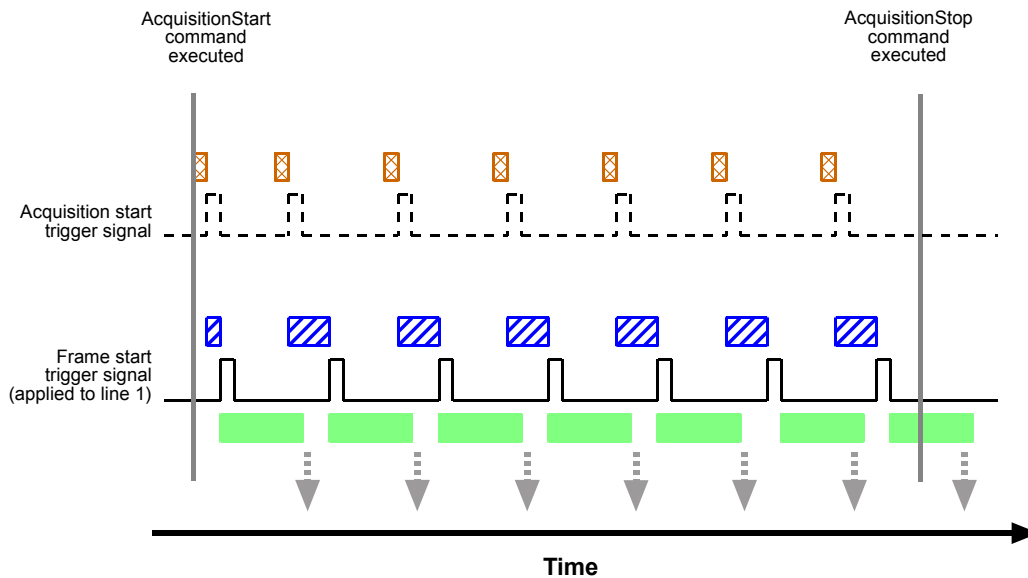 AcquisitionStart
command
executed
AcquisitionStop
command
executed
Acquisition start
trigger signal
Frame start
trigger signal
(applied to line 1)
Time